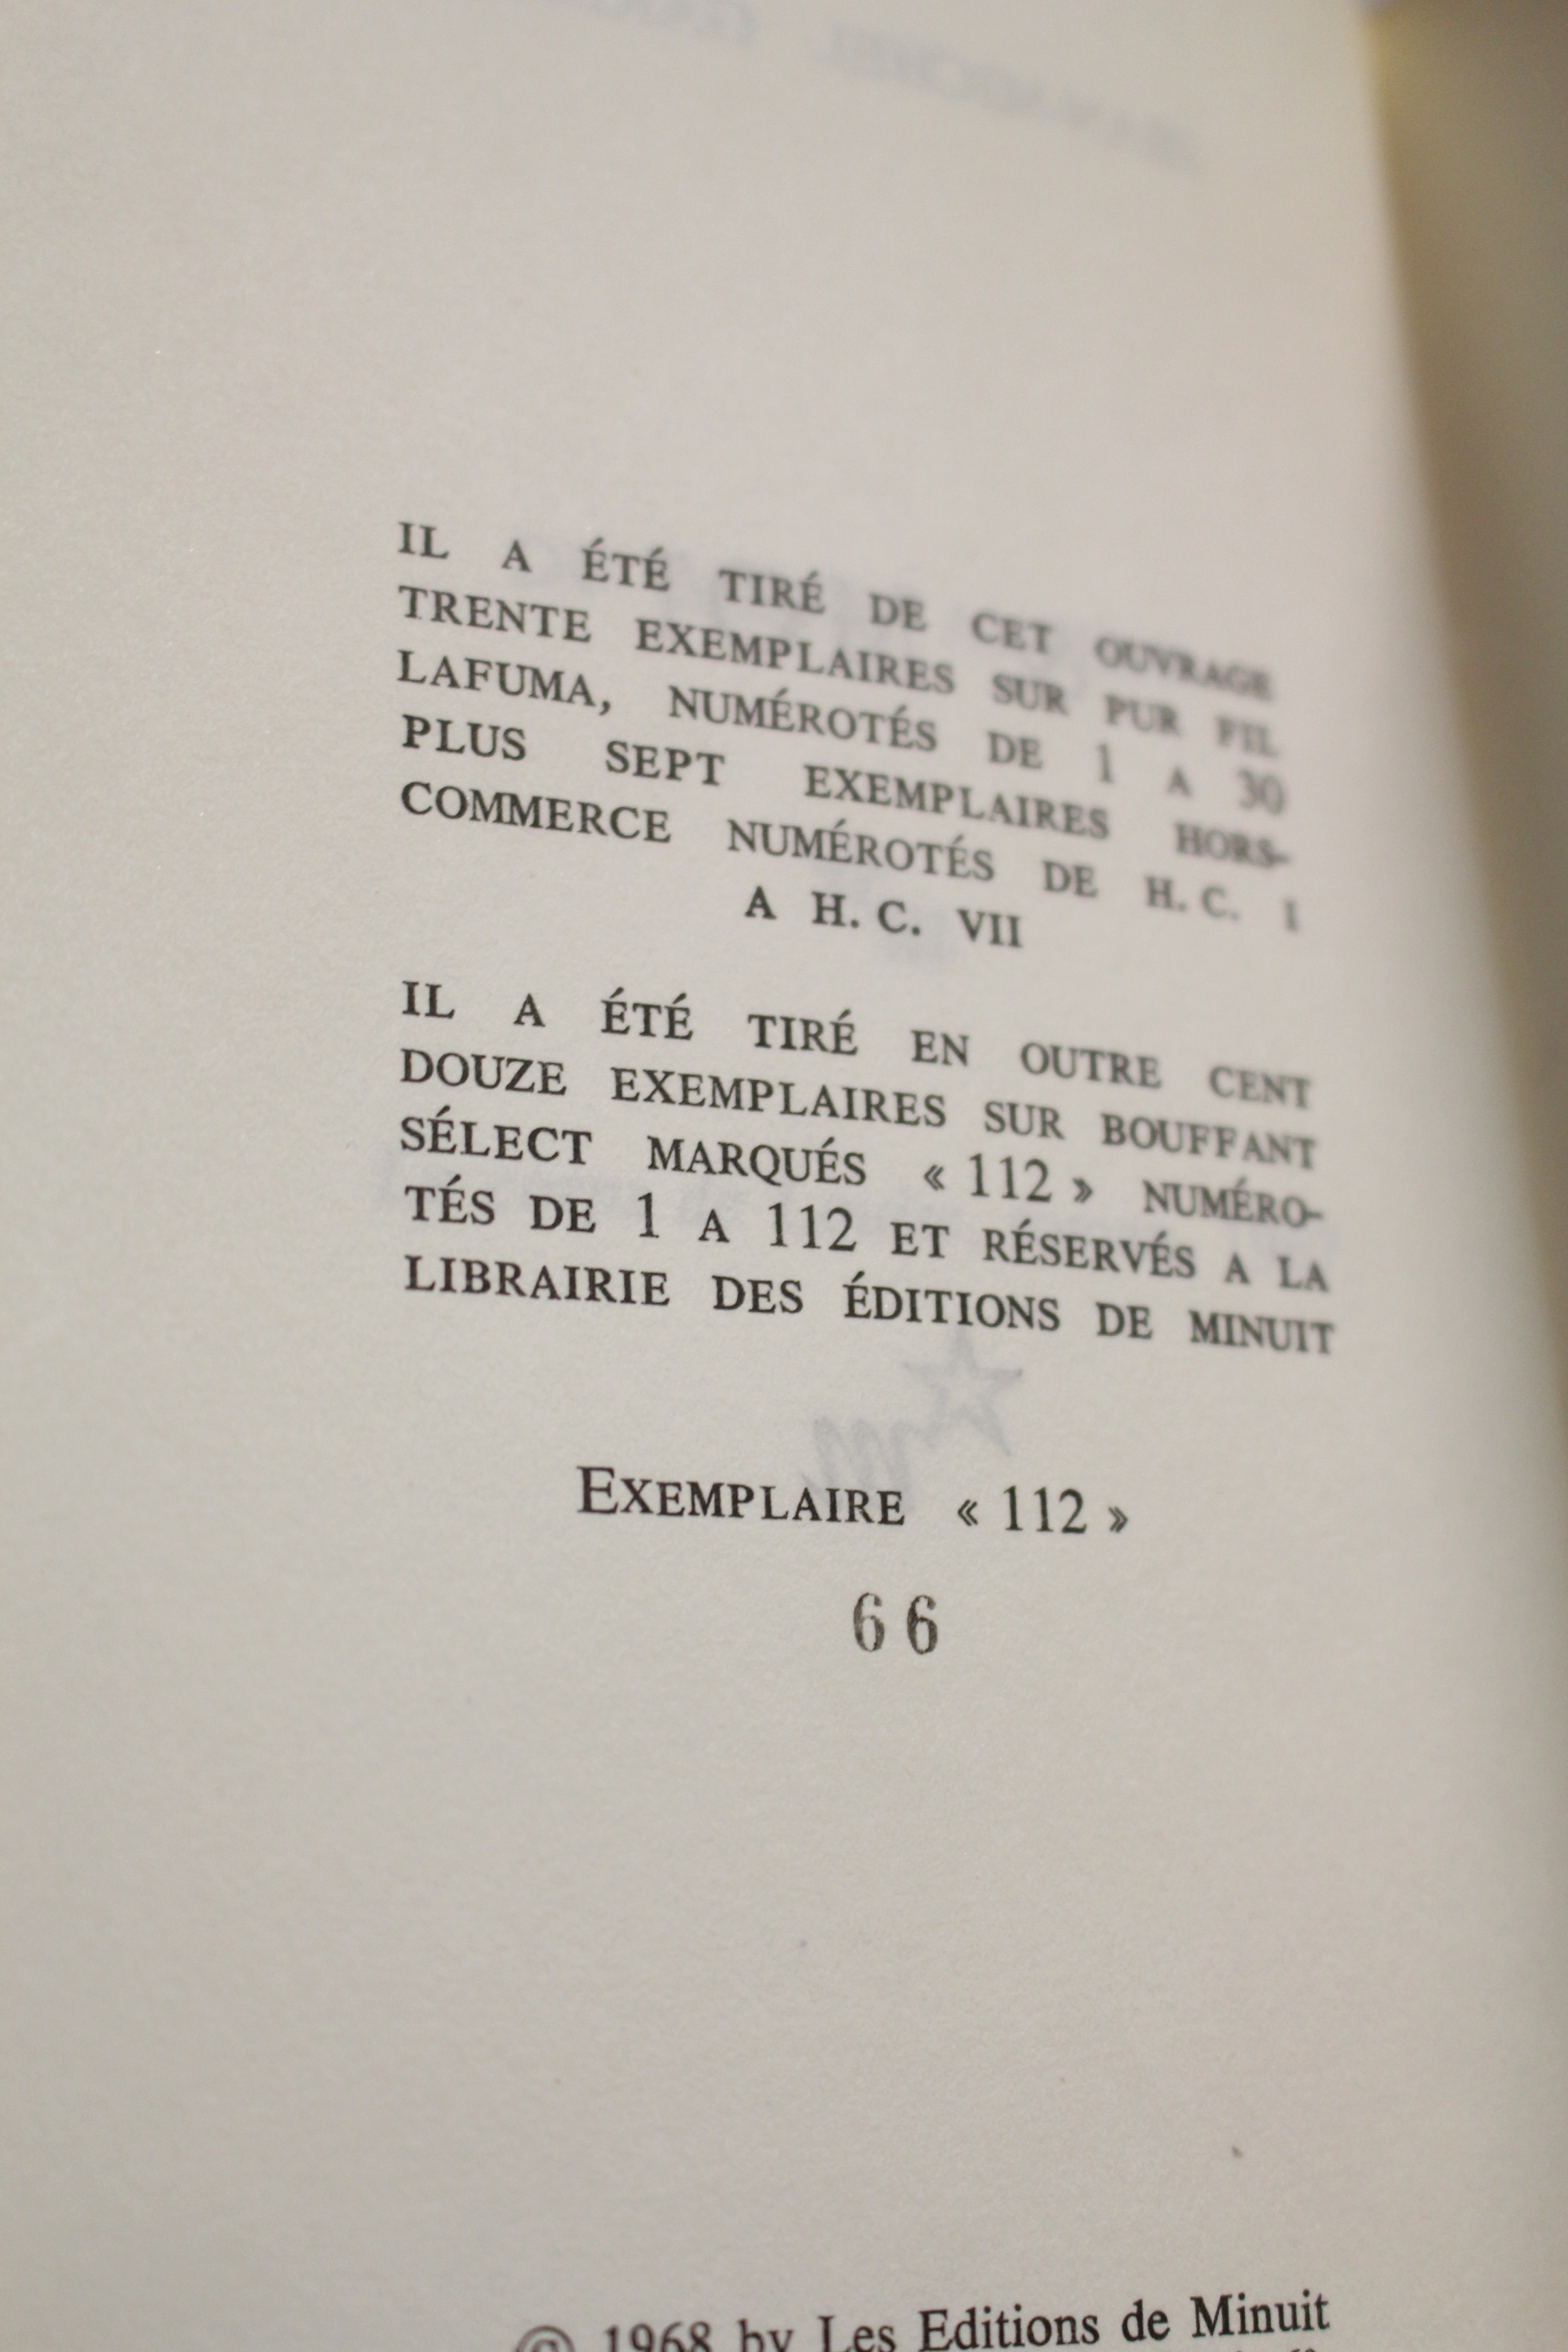 IL A ÉTÉ TIRÉ DE CET OUVRAGE
TRENTE EXEMPLAIRES SUR PUR FIL
LAFUMA, NUMÉROTÉS DE 1 A 30
PLUS SEPT EXEMPLAIRES HORS-
COMMERCE NUMÉROTÉS DE H. C. I
A H. C. VII
IL A ÉTÉ TIRÉ EN OUTRE CENT
DOUZE EXEMPLAIRES SUR BOUFFANT
SÉLECT MARQUÉS « 112 » NUMÉRO-
TÉS DE 1 A 112 ET RÉSERVÉS A LA
LIBRAIRIE DES ÉDITIONS DE MINUIT
EXEMPLAIRE « 112 »
66
© 1968 by Les Editions de Minuit